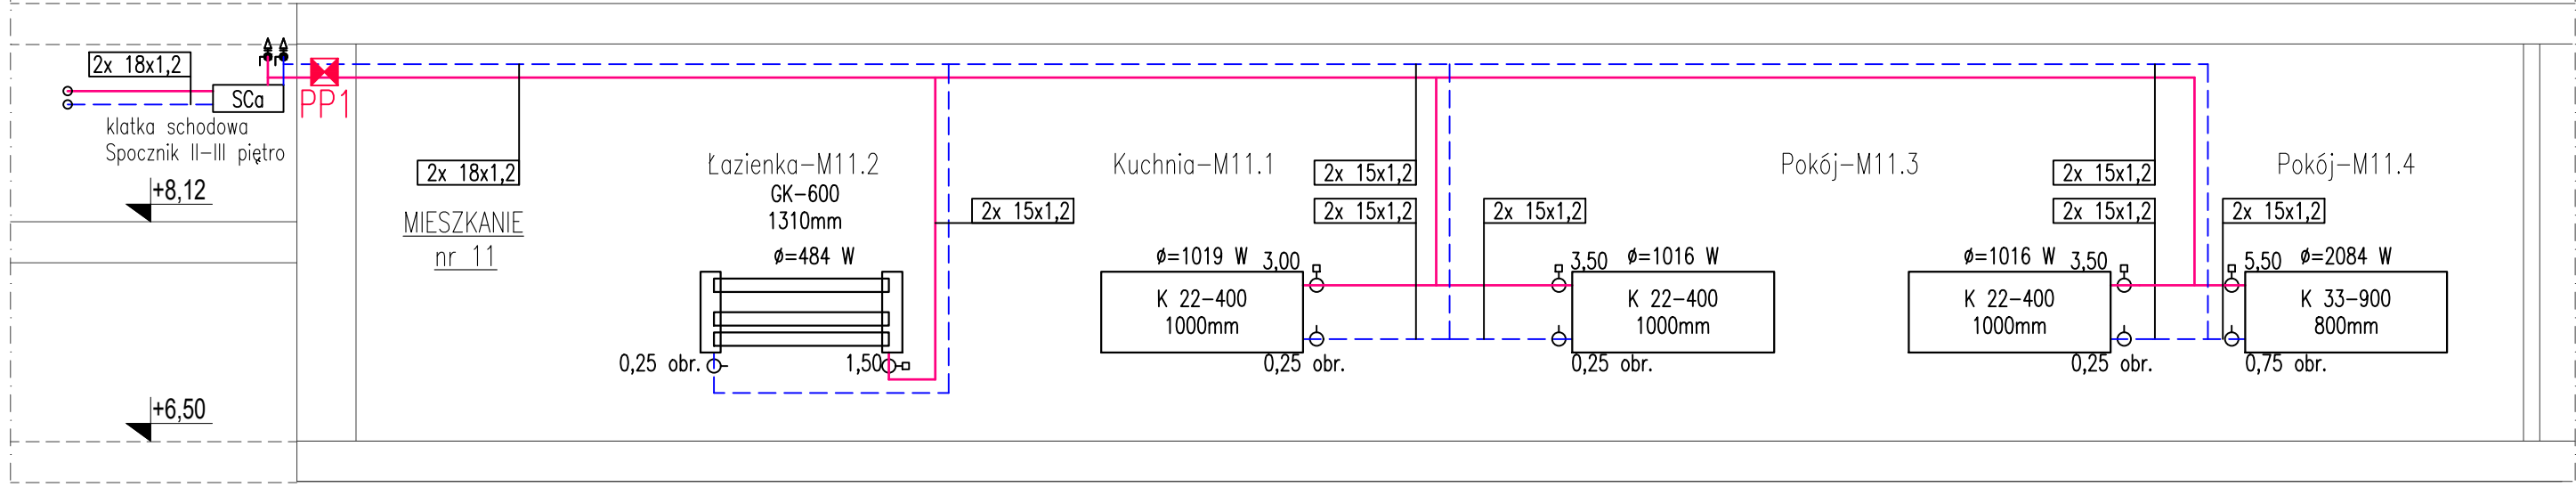 2x 18x1,2
SCa
PP1
klatka schodowa
Spocznik II-III piętro
+8,12
+6,50
2x 18x1,2
MIESZKANIE
nr 11
Łazienka-M11.2
GK-600
1310mm
ø=484 W
0,25 obr.
1,50
2x 15x1,2
Kuchnia-M11.1
2x 15x1,2
2x 15x1,2
2x 15x1,2
ø=1019 W
3,00
K 22-400
1000mm
0,25 obr.
3,50
ø=1016 W
K 22-400
1000mm
0,25 obr.
Pokój-M11.3
2x 15x1,2
2x 15x1,2
ø=1016 W
3,50
K 22-400
1000mm
0,25 obr.
Pokój-M11.4
2x 15x1,2
5,50
ø=2084 W
K 33-900
800mm
0,75 obr.